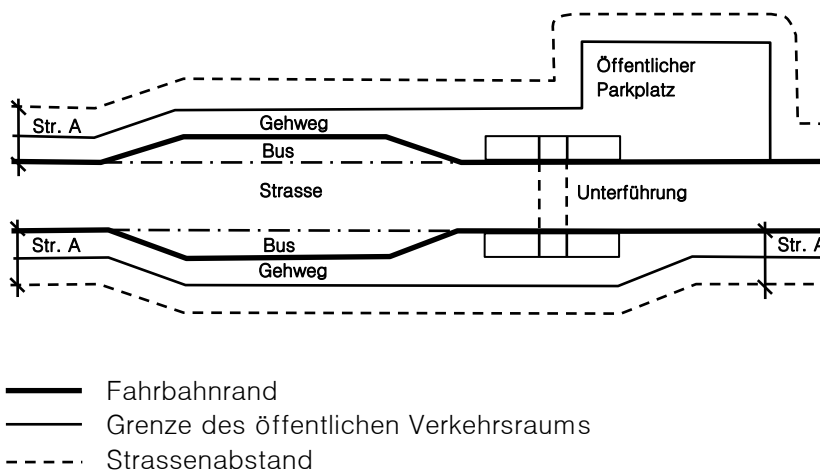 Öffentlicher
Parkplatz
Str. A
Gehweg
Bus
Strasse
Unterführung
Str. A
Bus
Str. A
Gehweg
Fahrbahnrand
Grenze des öffentlichen Verkehrsraums
Strassenabstand